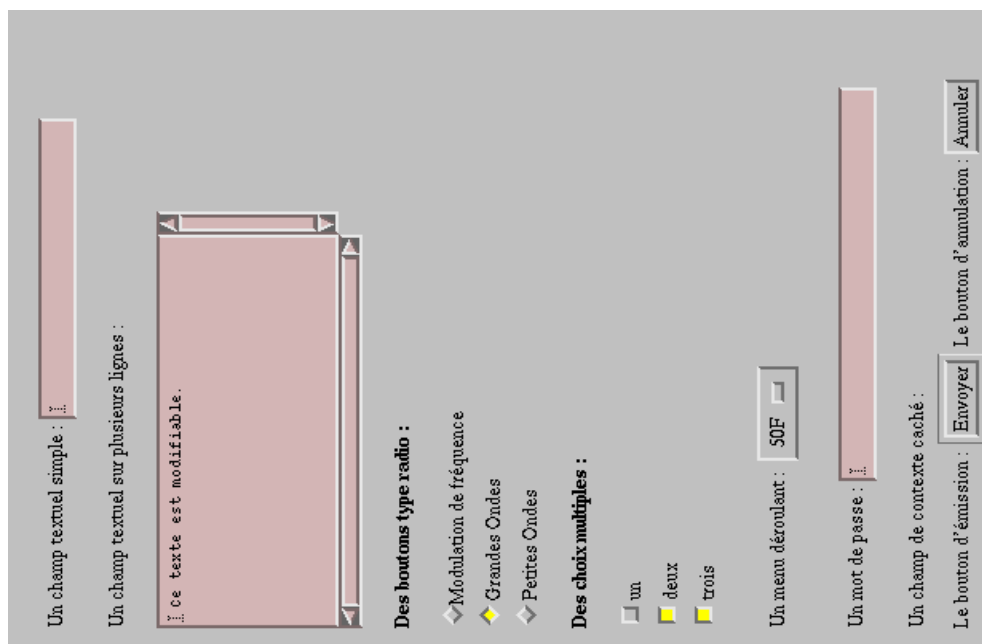 Un champ textuel simple :
Un champ textuel sur plusieurs lignes :
Ce texte est modifiable.
Des boutons type radio :
Modulation de fréquence
Grandes Ondes
Petites Ondes
Des choix multiples :
un
deux
trois
Un menu déroulant : 50F
Un mot de passe :
Un champ de contexte caché :
Le bouton d'émission : Envoyer Le bouton d'annulation : Annuler